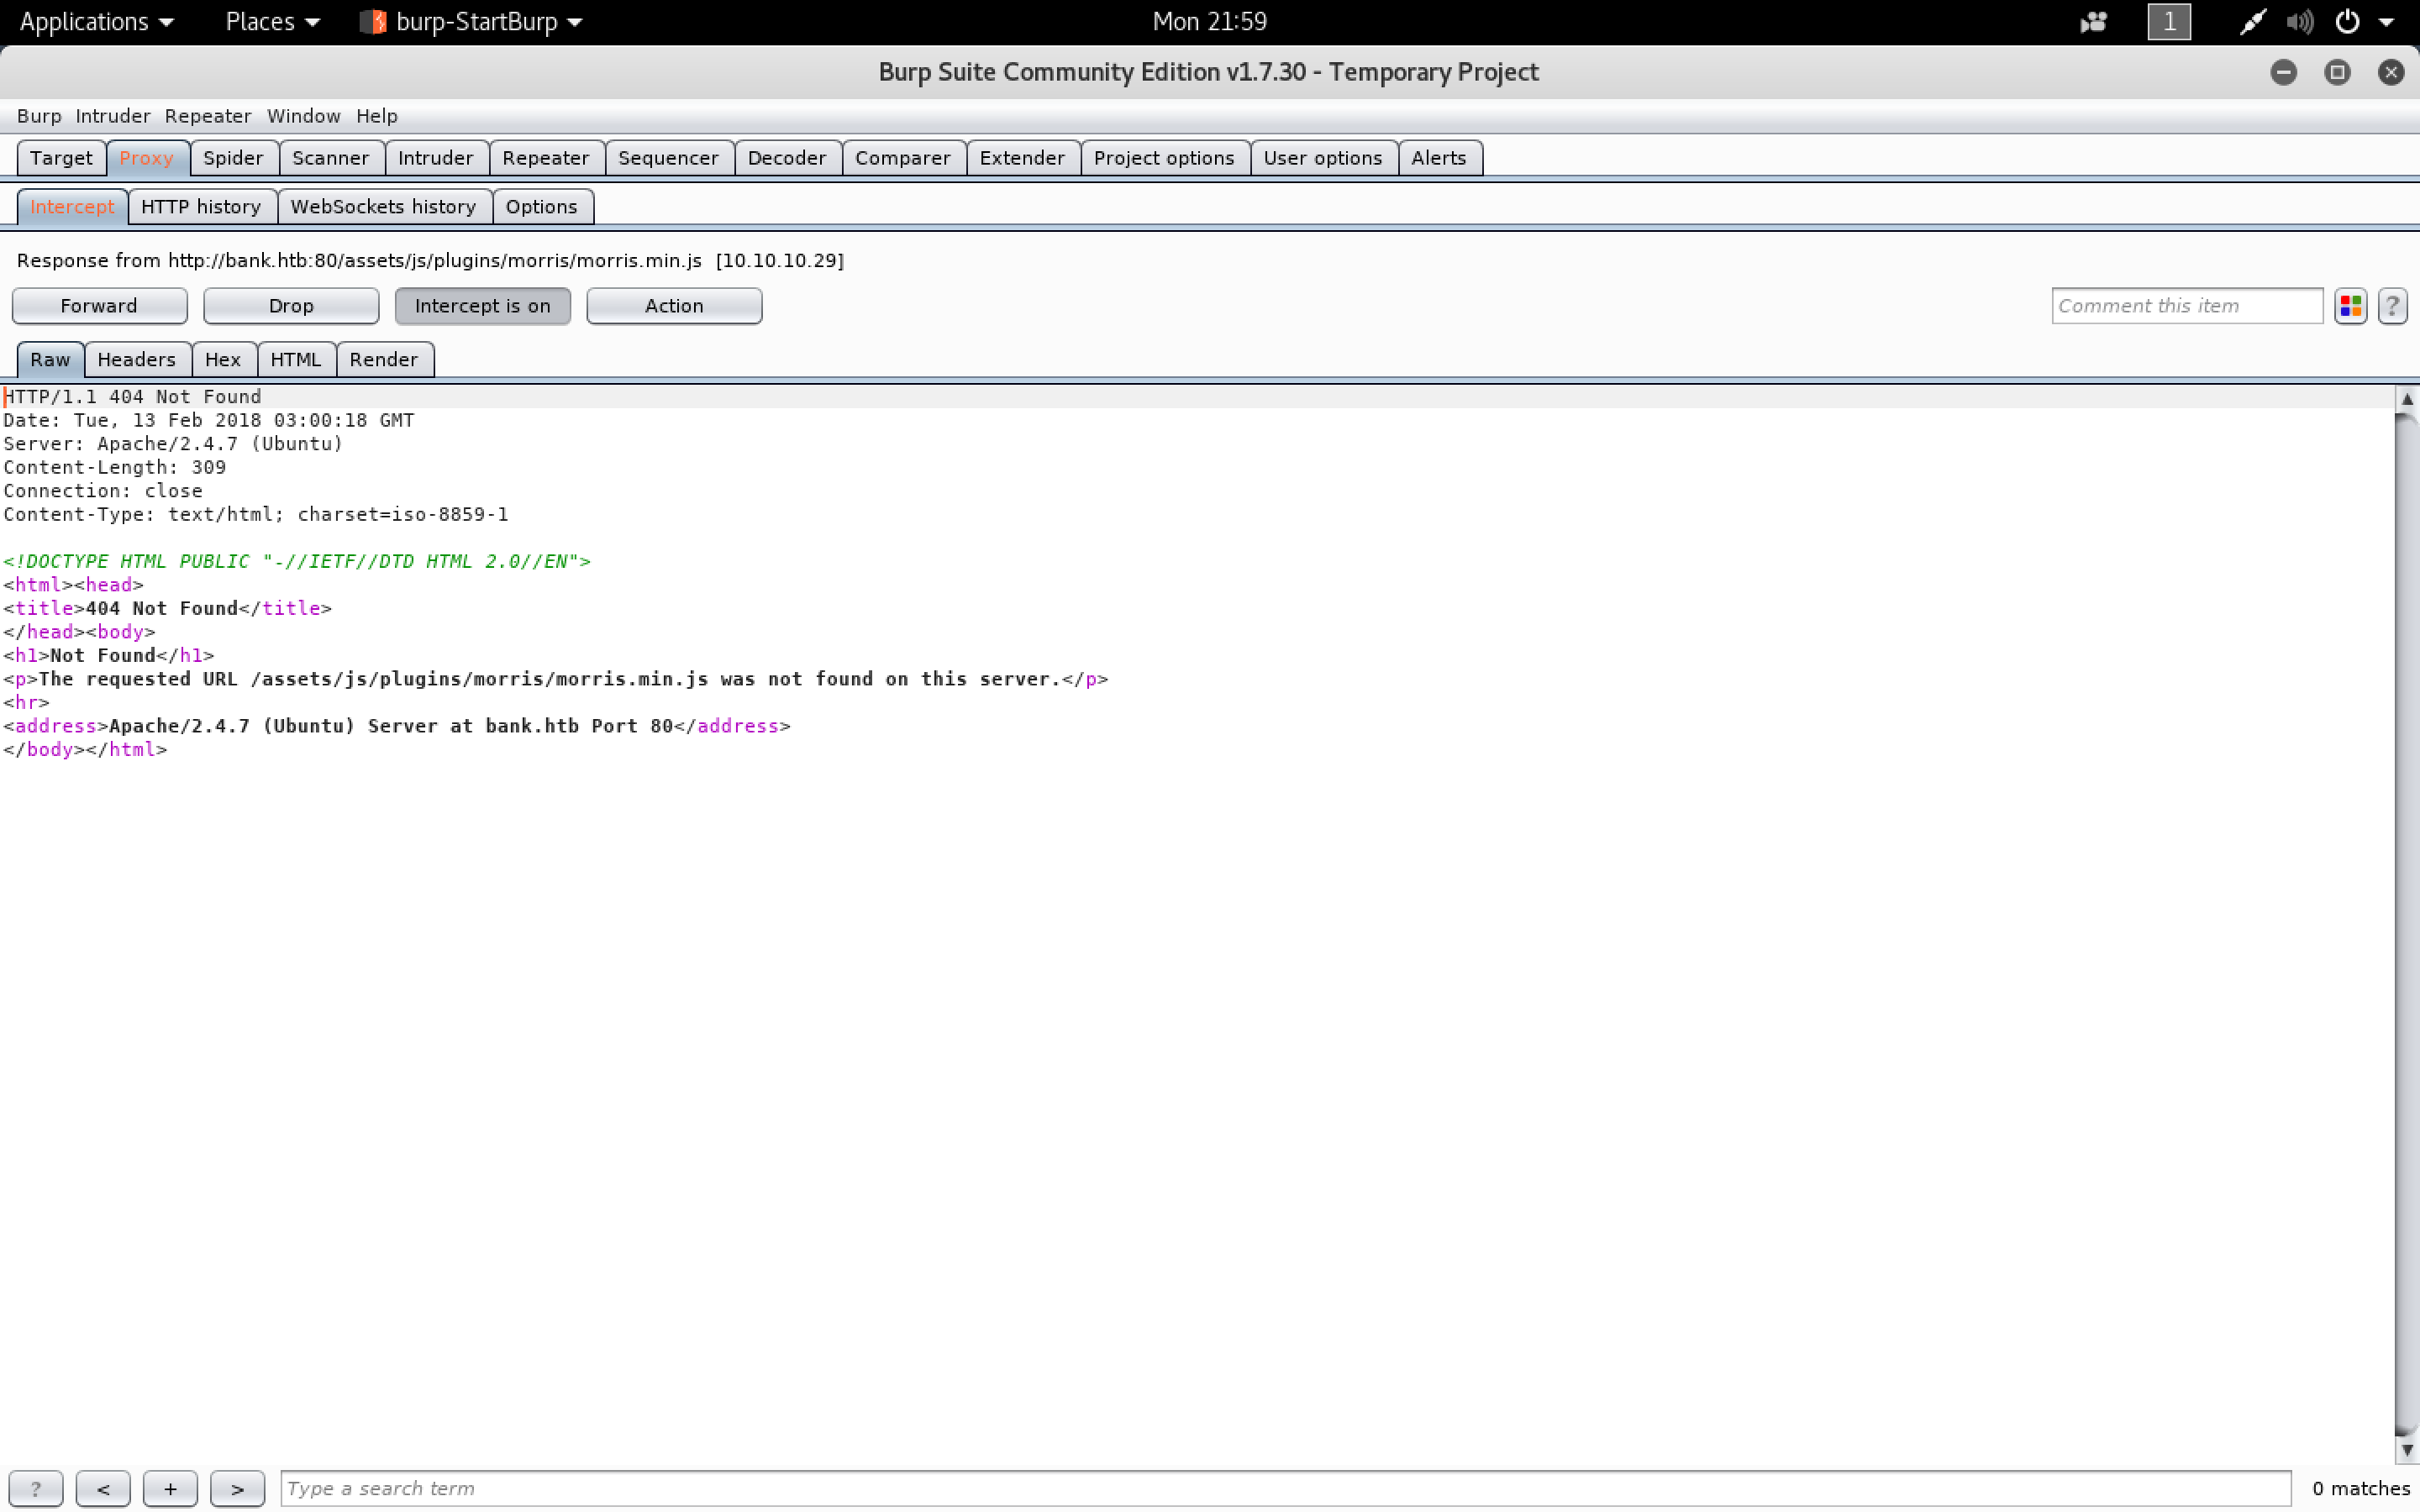 Applications Places burp-StartBurp Mon 21:59 1
Burp Suite Community Edition v1.7.30 - Temporary Project
Burp Intruder Repeater Window Help
Target Proxy Spider Scanner Intruder Repeater Sequencer Decoder Comparer Extender Project options User options Alerts
Intercept HTTP history WebSockets history Options
Response from http://bank.htb:80/assets/js/plugins/morris/morris.min.js [10.10.10.29]
Forward Drop Intercept is on Action Comment this item ?
Raw Headers Hex HTML Render
HTTP/1.1 404 Not Found
Date: Tue, 13 Feb 2018 03:00:18 GMT
Server: Apache/2.4.7 (Ubuntu)
Content-Length: 309
Connection: close
Content-Type: text/html; charset=iso-8859-1
<!DOCTYPE HTML PUBLIC "-//IETF//DTD HTML 2.0//EN">
<html><head>
<title>404 Not Found</title>
</head><body>
<h1>Not Found</h1>
<p>The requested URL /assets/js/plugins/morris/morris.min.js was not found on this server.</p>
<hr>
<address>Apache/2.4.7 (Ubuntu) Server at bank.htb Port 80</address>
</body></html>
? < + > Type a search term 0 matches